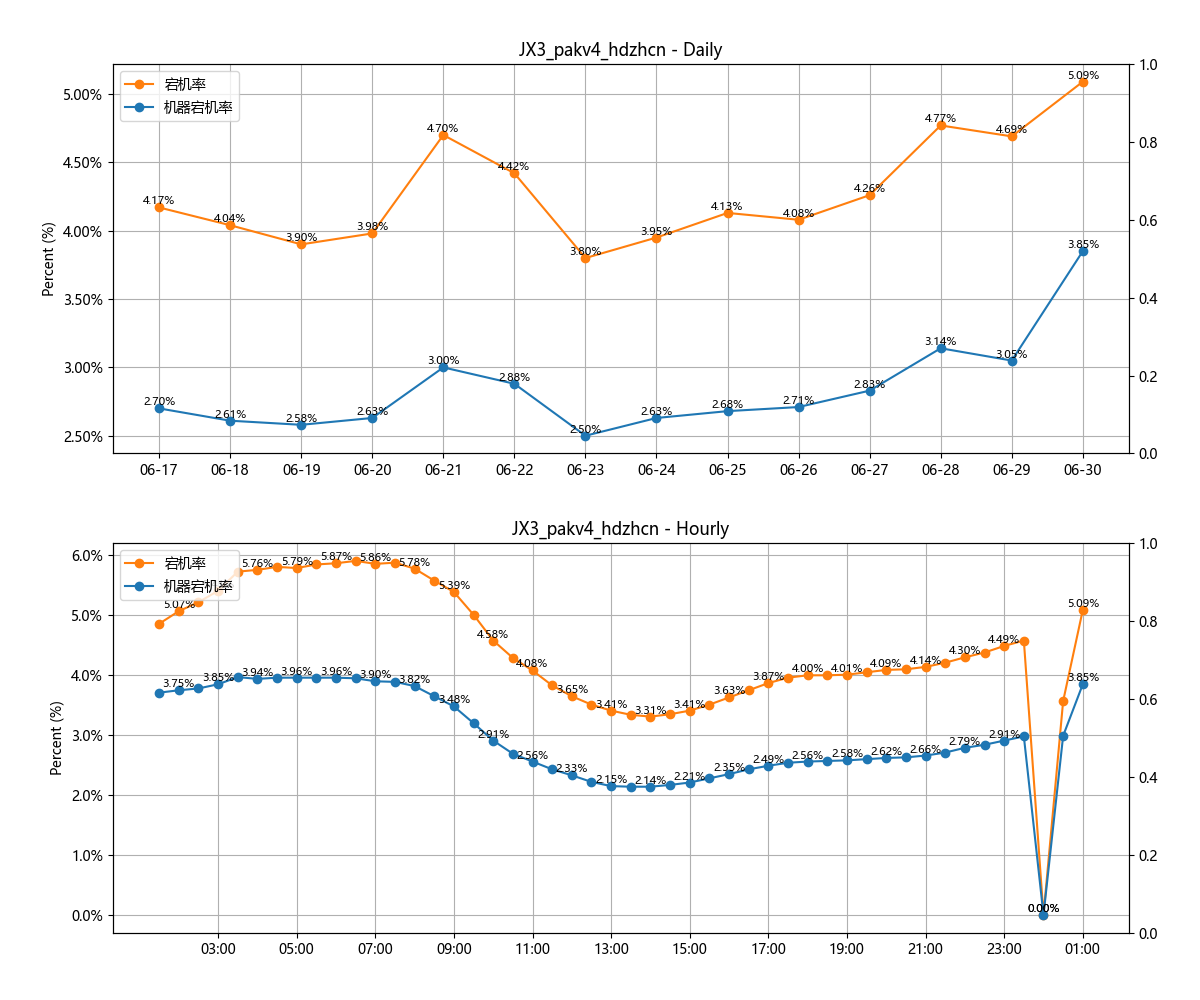 JX3_pakv4_hdzhcn - Daily
宕机率
机器宕机率
Percent (%)
5.00%
4.50%
4.00%
3.50%
3.00%
2.50%
1.0
0.8
0.6
0.4
0.2
0.0
4.17% 4.04% 3.90% 3.98% 4.70% 4.42% 3.80% 3.95% 4.13% 4.08% 4.26% 4.77% 4.69% 5.09%
2.70% 2.61% 2.58% 2.63% 3.00% 2.88% 2.50% 2.63% 2.68% 2.71% 2.83% 3.14% 3.05% 3.85%
06-17 06-18 06-19 06-20 06-21 06-22 06-23 06-24 06-25 06-26 06-27 06-28 06-29 06-30
JX3_pakv4_hdzhcn - Hourly
宕机率
机器宕机率
Percent (%)
6.0%
5.0%
4.0%
3.0%
2.0%
1.0%
0.0%
1.0
0.8
0.6
0.4
0.2
0.0
5.07% 5.76% 5.79% 5.87% 5.86% 5.78% 5.39% 4.58% 4.08% 3.65% 3.41% 3.31% 3.41% 3.63% 3.87% 4.00% 4.01% 4.09% 4.14% 4.30% 4.49% 0.00% 5.09%
3.75% 3.85% 3.94% 3.96% 3.96% 3.90% 3.82% 3.48% 2.91% 2.56% 2.33% 2.15% 2.14% 2.21% 2.35% 2.49% 2.56% 2.58% 2.62% 2.66% 2.79% 2.91% 0.00% 3.85%
03:00 05:00 07:00 09:00 11:00 13:00 15:00 17:00 19:00 21:00 23:00 01:00